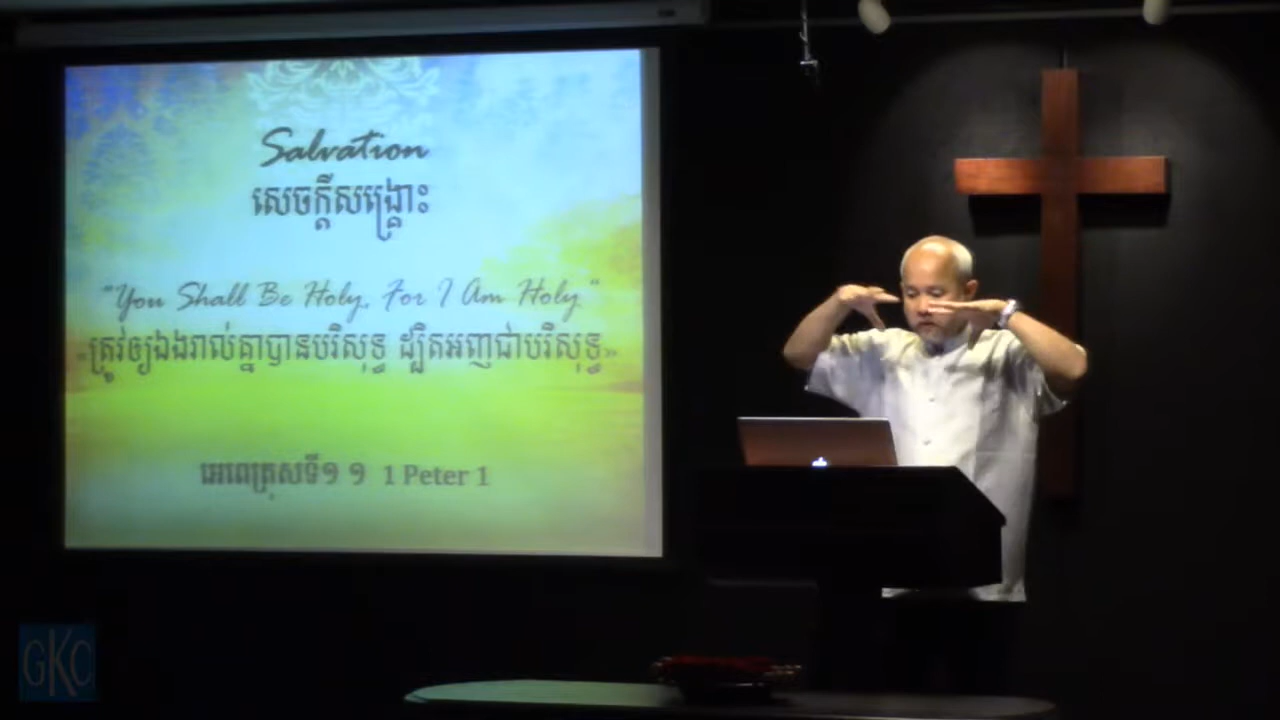 Salvation
សេចក្តីសង្គ្រោះ
"You Shall Be Holy, For I Am Holy"
«ត្រូវឲ្យឯងរាល់គ្នាបានបរិសុទ្ធ ដ្បិតអញជាបរិសុទ្ធ»
អេពេត្រុសទី១ ១ 1 Peter 1
GKC